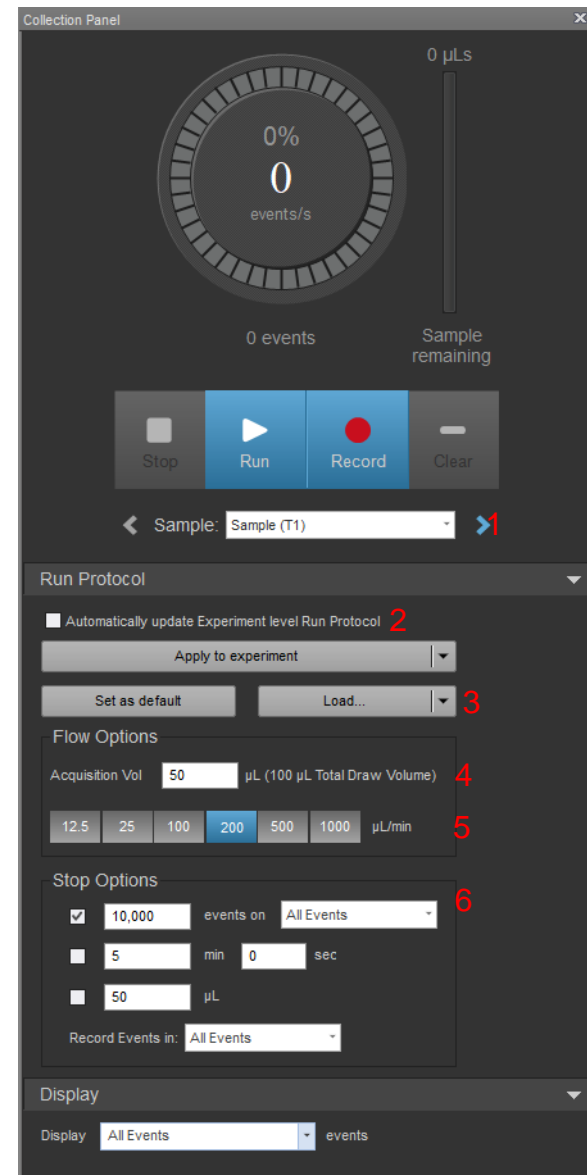 Collection Panel x
0 µLs
0%
0
events/s
0 events
Sample
remaining
Stop Run Record Clear
Sample: Sample (T1) 1
Run Protocol
Automatically update Experiment level Run Protocol 2
Apply to experiment
Set as default Load... 3
Flow Options
Acquisition Vol 50 µL (100 µL Total Draw Volume) 4
12.5 25 100 200 500 1000 µL/min 5
Stop Options
10,000 events on All Events 6
5 min 0 sec
50 µL
Record Events in: All Events
Display
Display All Events events